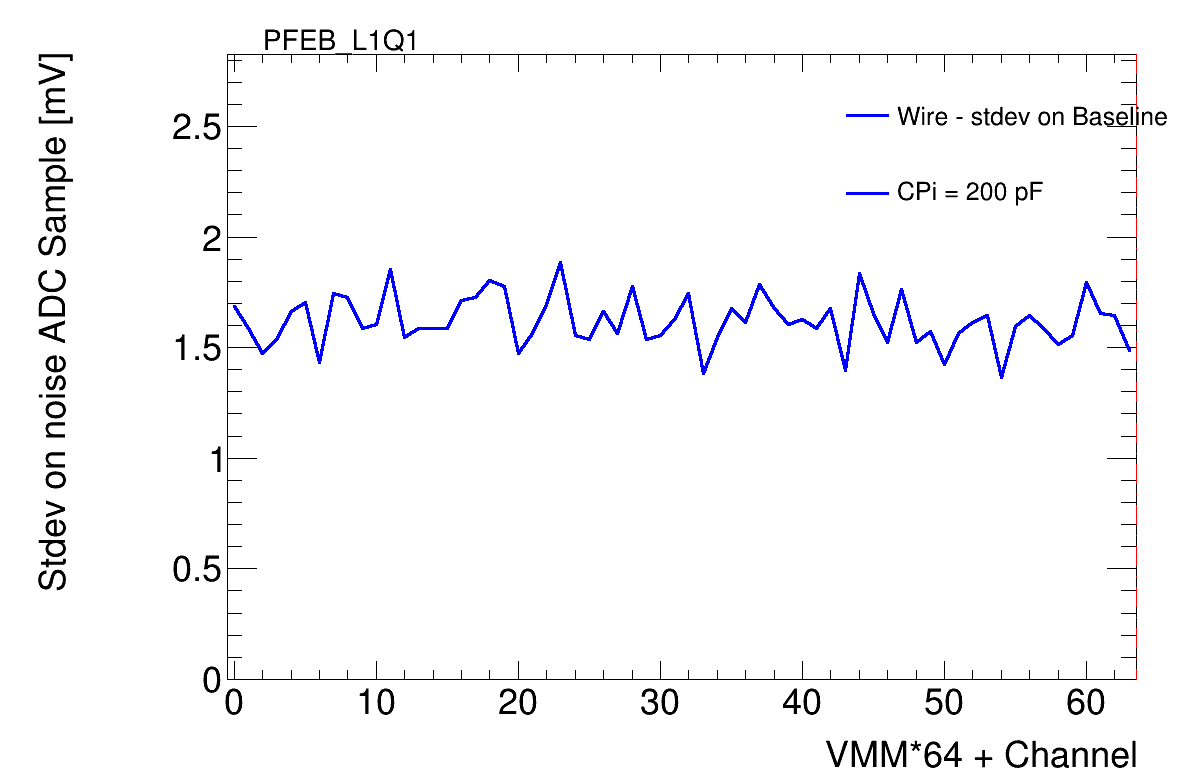 PFEB_L1Q1
Stdev on noise ADC Sample [mV]
Wire - stdev on Baseline
CPi = 200 pF
2.5
2
1.5
1
0.5
0
0 10 20 30 40 50 60
VMM*64 + Channel